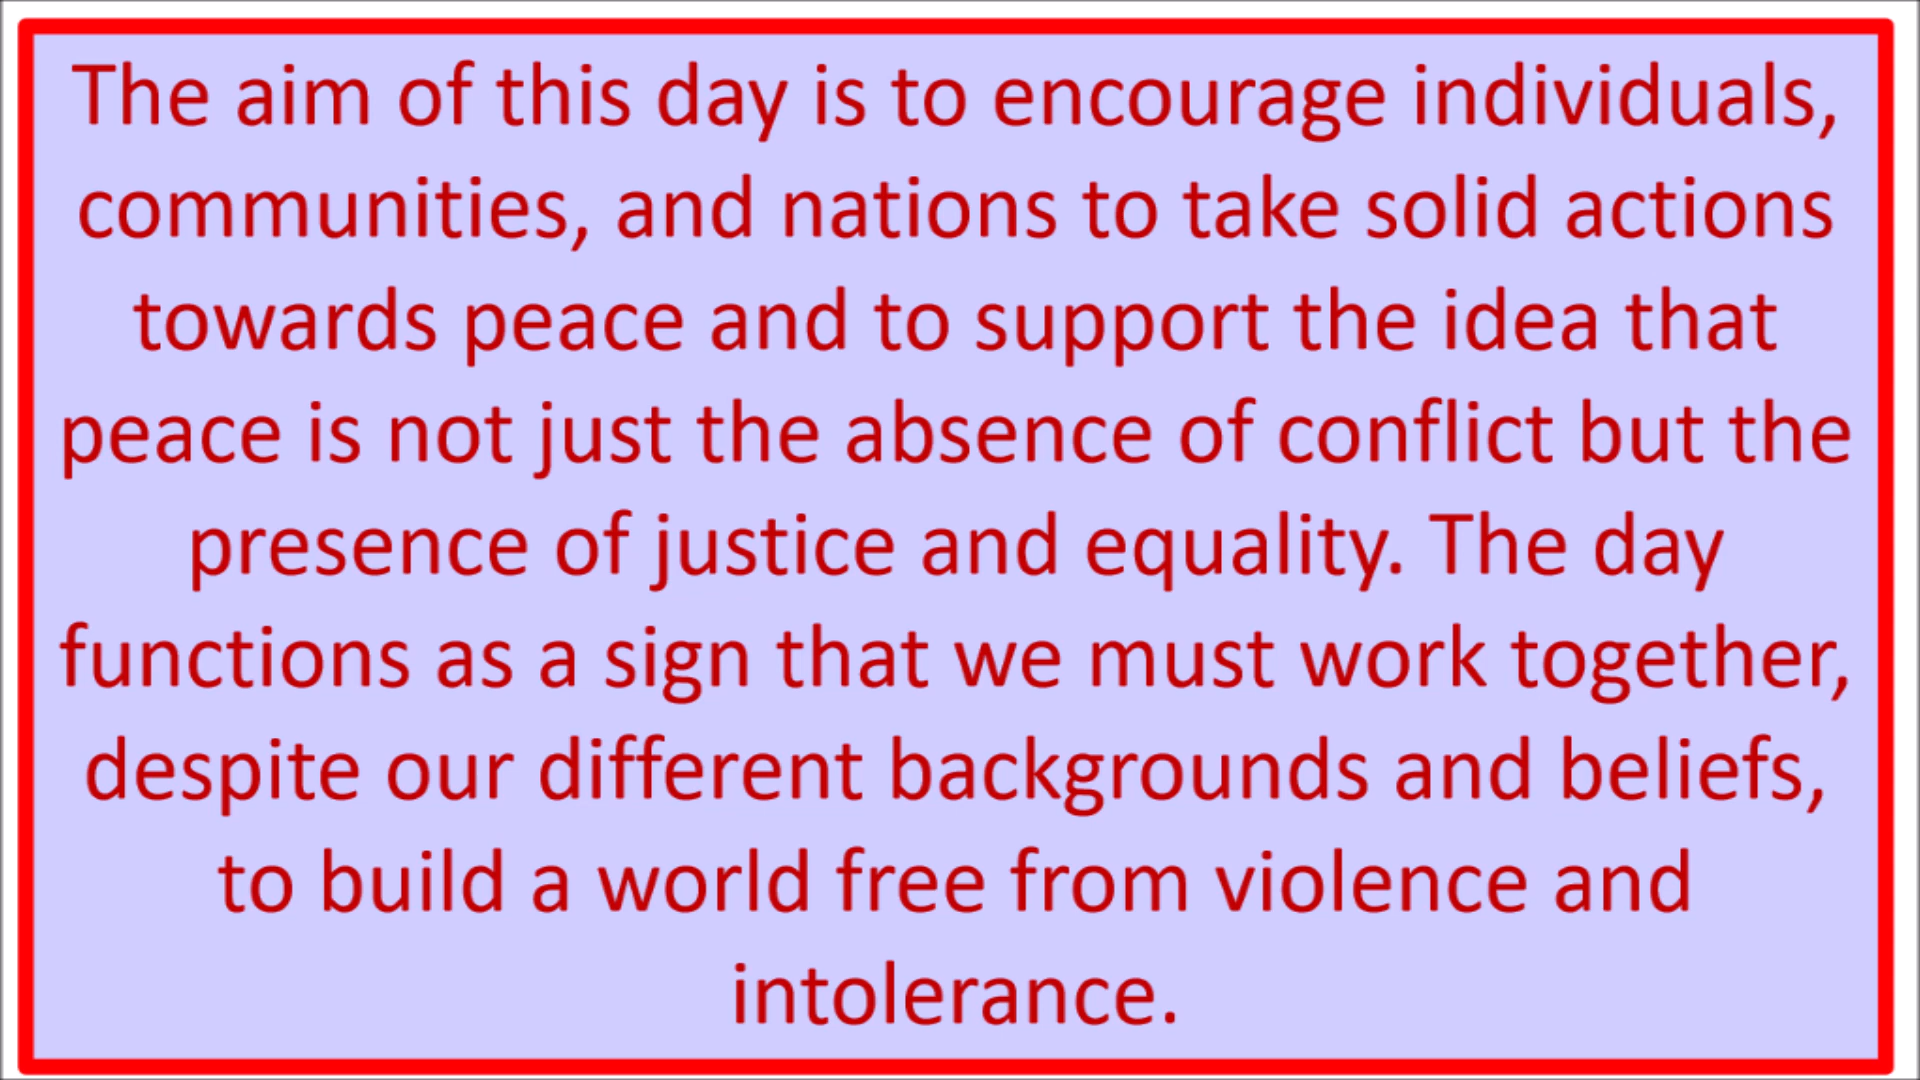 The aim of this day is to encourage individuals,
communities, and nations to take solid actions
towards peace and to support the idea that
peace is not just the absence of conflict but the
presence of justice and equality. The day
functions as a sign that we must work together,
despite our different backgrounds and beliefs,
to build a world free from violence and
intolerance.